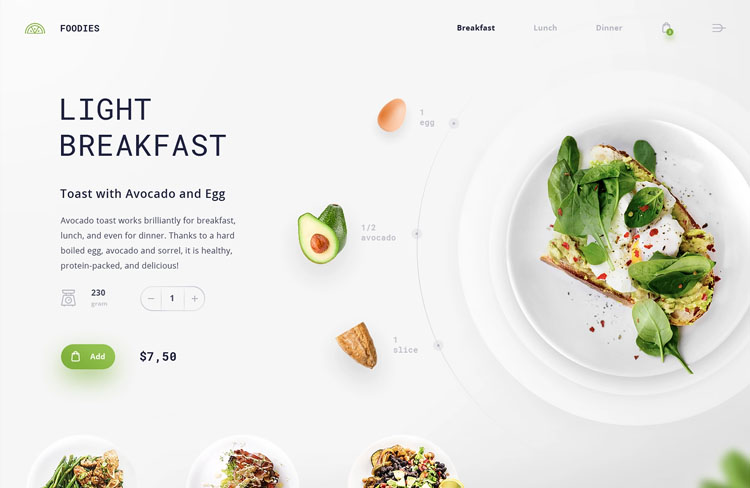 FOODIES
Breakfast
Lunch
Dinner
LIGHT
BREAKFAST
Toast with Avocado and Egg
Avocado toast works brilliantly for breakfast,
lunch, and even for dinner. Thanks to a hard
boiled egg, avocado and sorrel, it is healthy,
protein-packed, and delicious!
230
gram
1
Add
$7,50
1
egg
1/2
avocado
1
slice